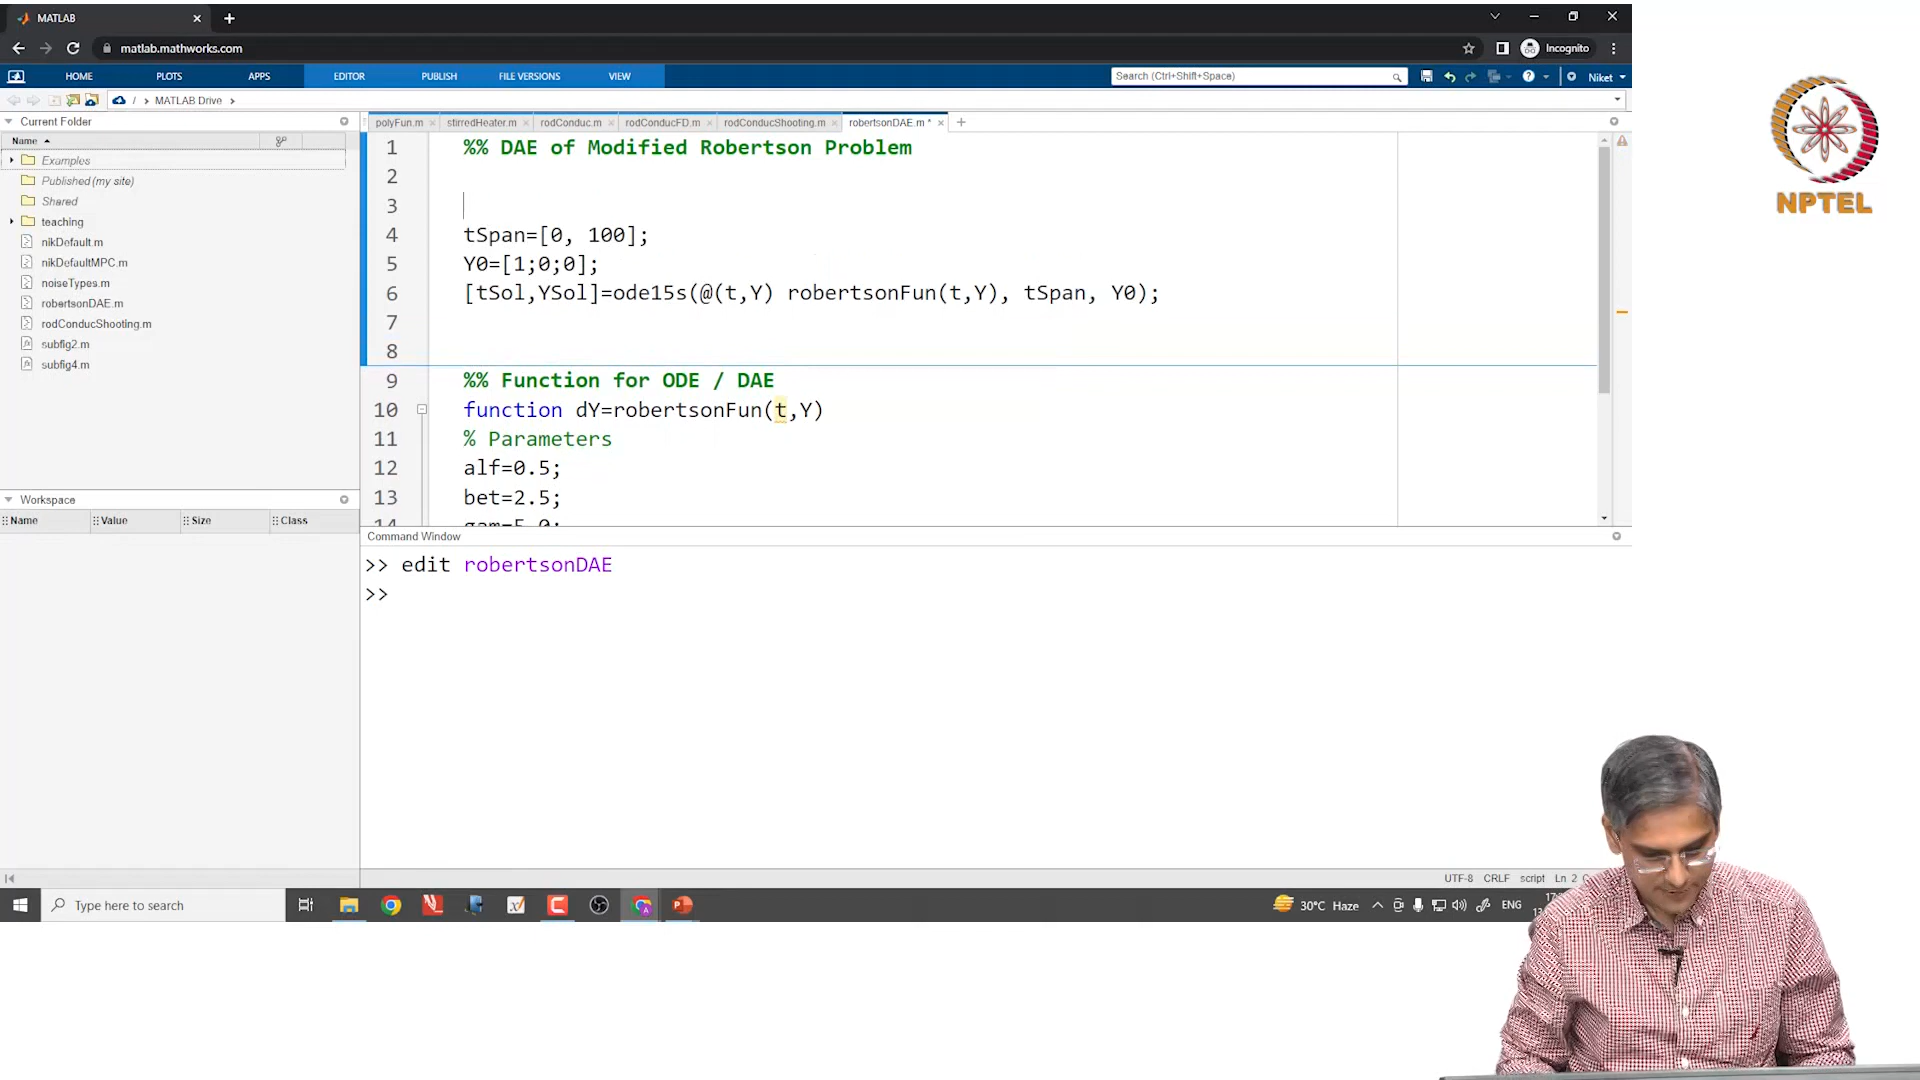 MATLAB
matlab.mathworks.com
Incognito
HOME PLOTS APPS EDITOR PUBLISH FILE VERSIONS VIEW
Search (Ctrl+Shift+Space)
Niket
/ > MATLAB Drive >
Current Folder
Name
Examples
Published (my site)
Shared
teaching
nikDefault.m
nikDefaultMPC.m
noiseTypes.m
robertsonDAE.m
rodConducShooting.m
subfig2.m
subfig4.m
Workspace
Name Value Size Class
polyFun.m stirredHeater.m rodConduc.m rodConducFD.m rodConducShooting.m robertsonDAE.m *
1 %% DAE of Modified Robertson Problem
2
3
4 tSpan=[0, 100];
5 Y0=[1;0;0];
6 [tSol,YSol]=ode15s(@(t,Y) robertsonFun(t,Y), tSpan, Y0);
7
8
9 %% Function for ODE / DAE
10 function dY=robertsonFun(t,Y)
11 % Parameters
12 alf=0.5;
13 bet=2.5;
14 gam=5.0;
Command Window
>> edit robertsonDAE
>>
UTF-8 CRLF script Ln 2
Type here to search
30°C Haze
ENG
NPTEL